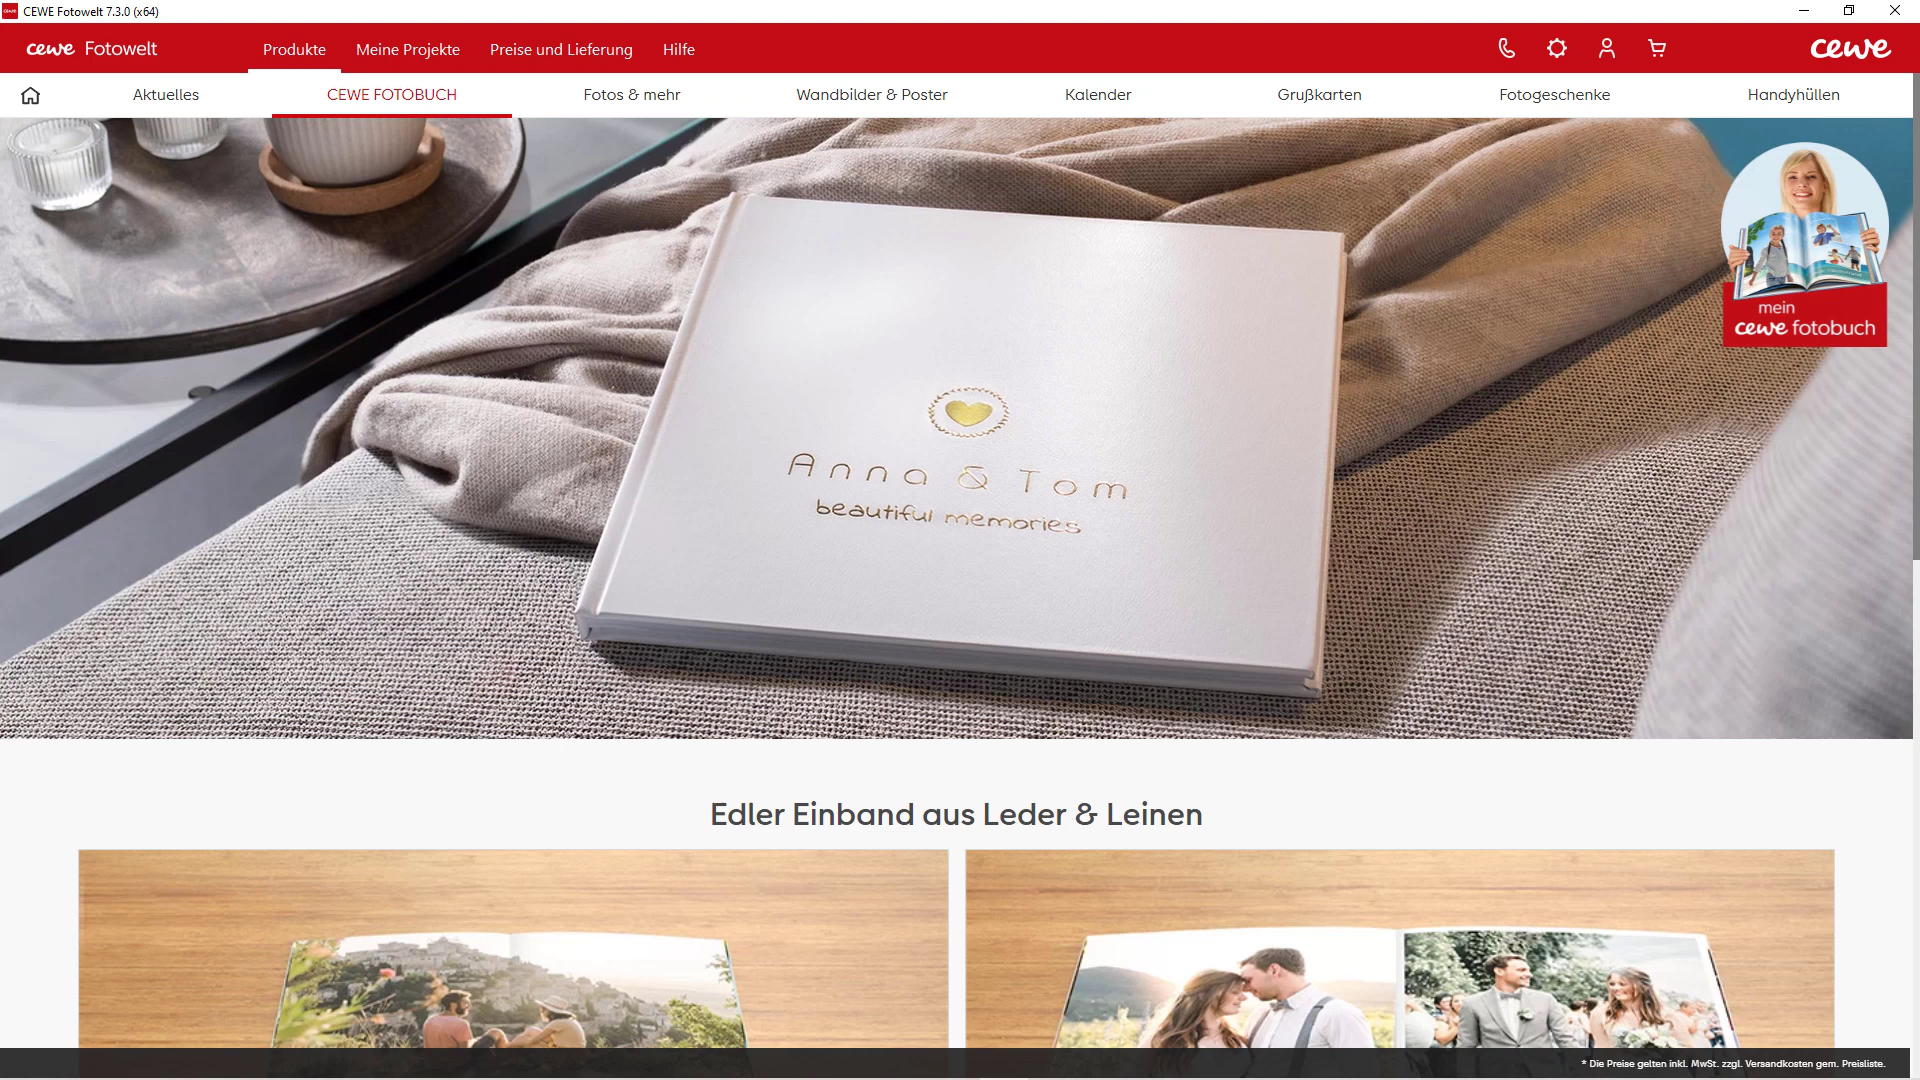 CEWE Fotowelt 7.3.0 (x64)
cewe Fotowelt
Produkte
Meine Projekte
Preise und Lieferung
Hilfe
cewe
Aktuelles
CEWE FOTOBUCH
Fotos & mehr
Wandbilder & Poster
Kalender
Grußkarten
Fotogeschenke
Handyhüllen
mein
cewe fotobuch
Anna & Tom
beautiful memories
Edler Einband aus Leder & Leinen
* Die Preise gelten inkl. MwSt. zzgl. Versandkosten gem. Preisliste.